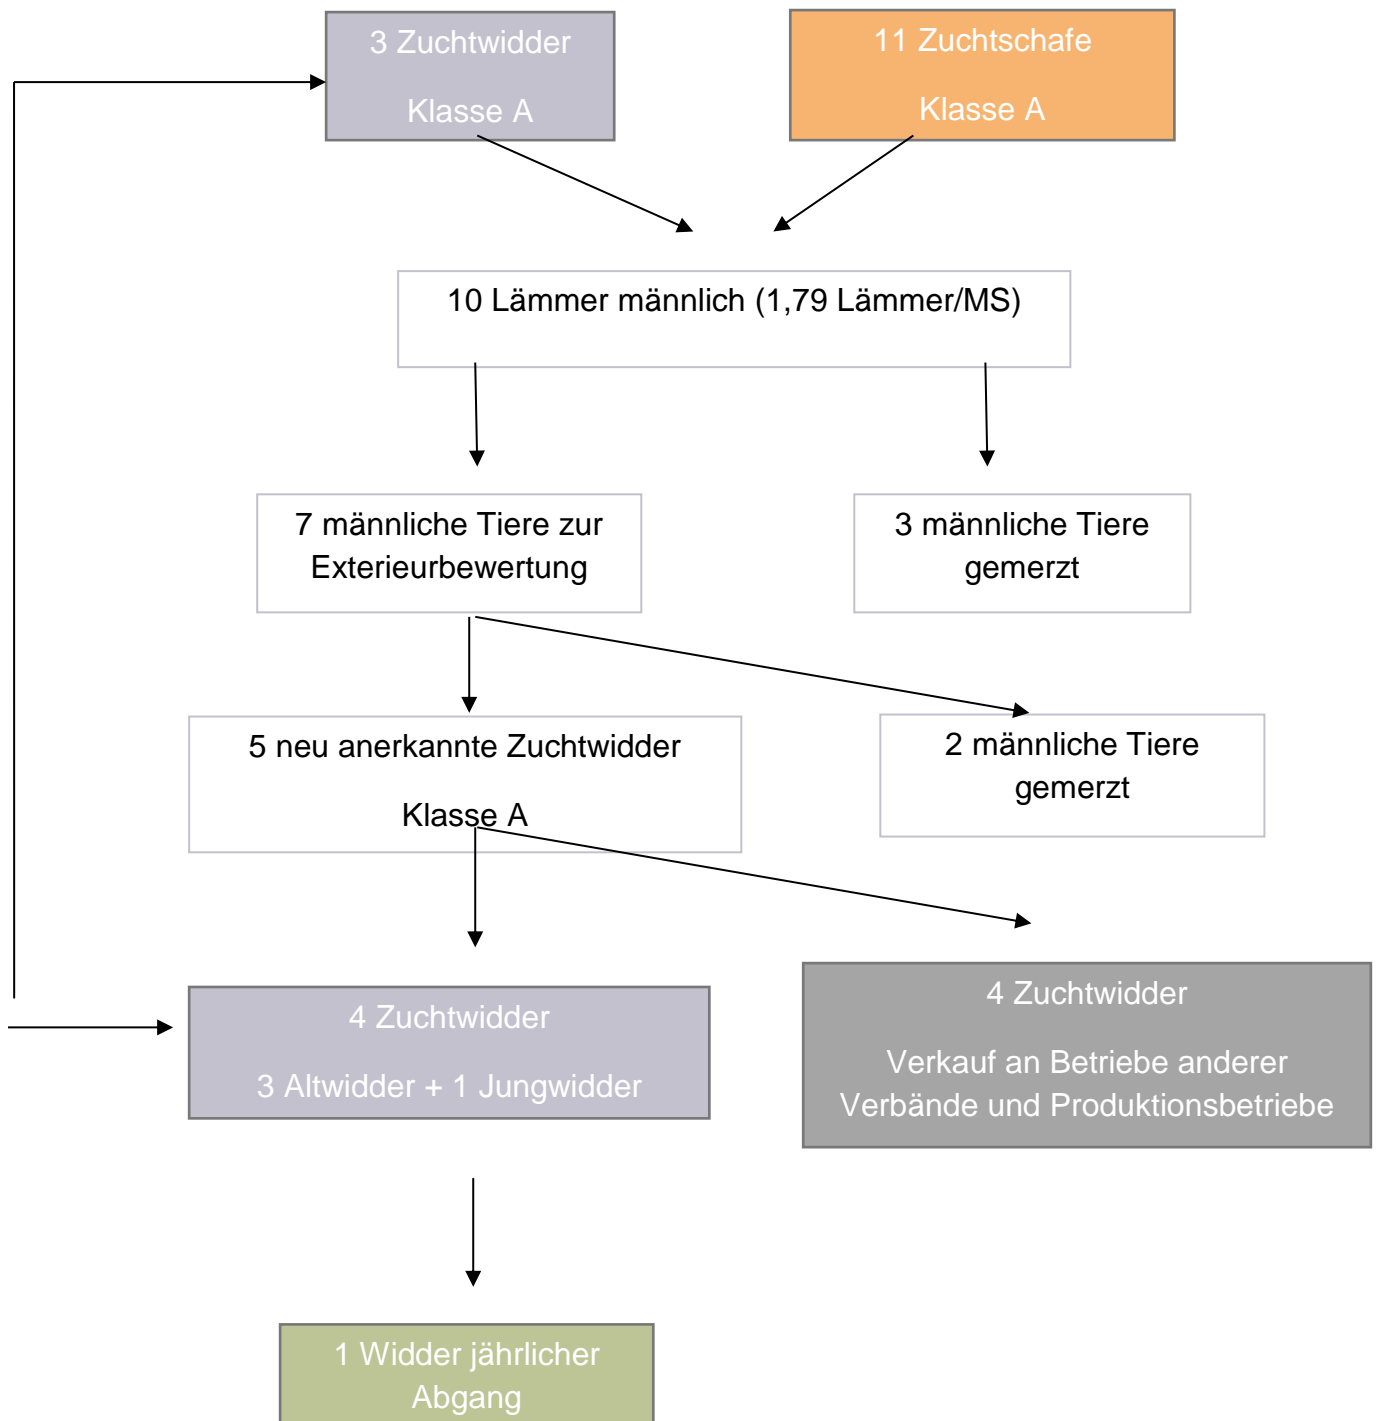 3 Zuchtwidder
Klasse A
11 Zuchtschafe
Klasse A
10 Lämmer männlich (1,79 Lämmer/MS)
7 männliche Tiere zur
Exterieurbewertung
3 männliche Tiere
gemerzt
5 neu anerkannte Zuchtwidder
Klasse A
2 männliche Tiere
gemerzt
4 Zuchtwidder
3 Altwidder + 1 Jungwidder
4 Zuchtwidder
Verkauf an Betriebe anderer
Verbände und Produktionsbetriebe
1 Widder jährlicher
Abgang